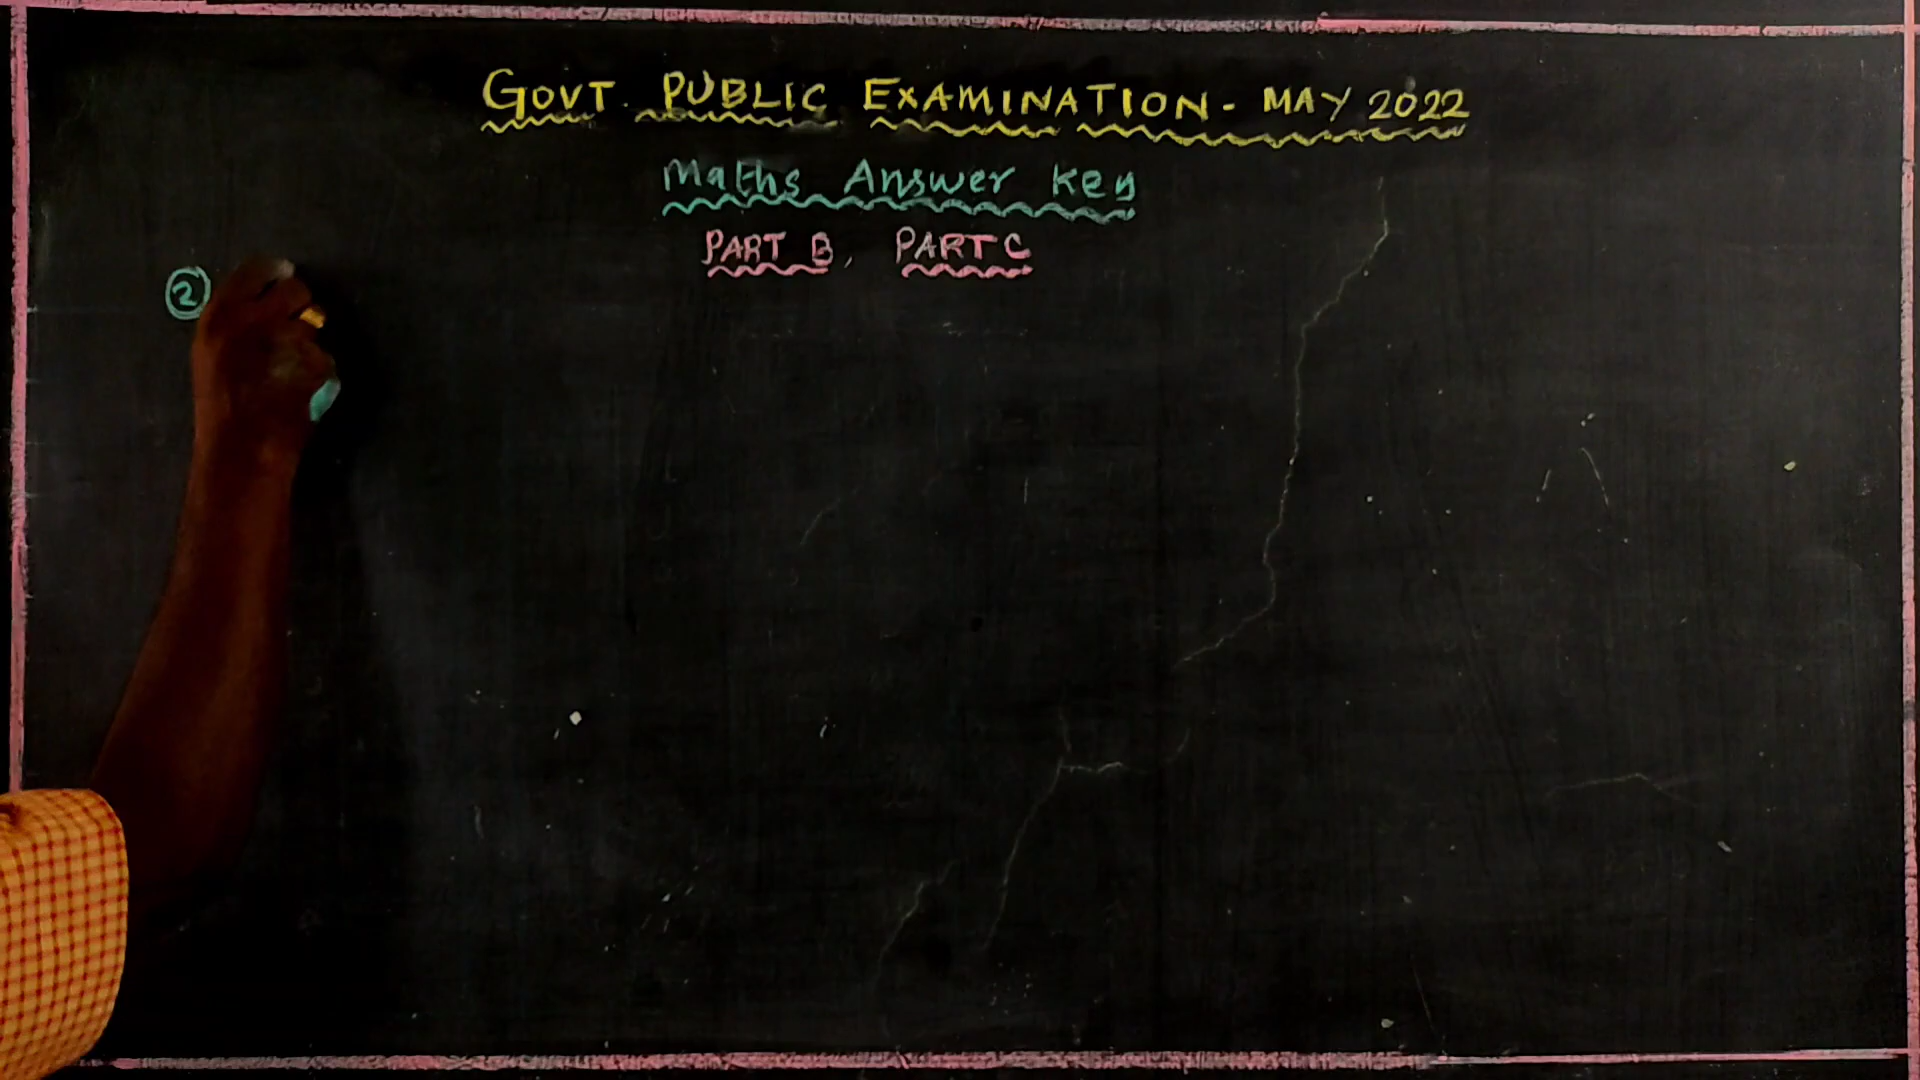 GOVT. PUBLIC EXAMINATION - MAY 2022
Maths Answer Key
PART B, PART C
2